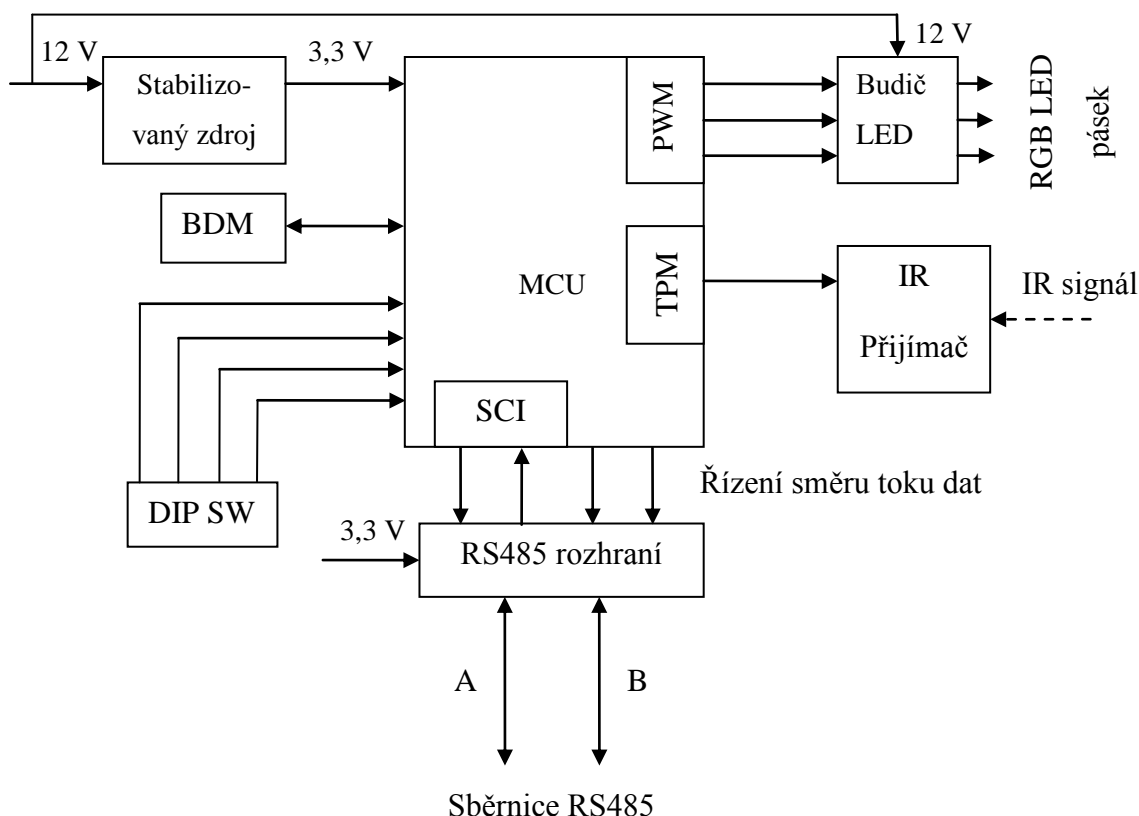 12 V
3,3 V
12 V
Stabilizo-
vaný zdroj
PWM
Budič
LED
RGB LED
pásek
BDM
MCU
TPM
IR
Přijímač
IR signál
SCI
DIP SW
Řízení směru toku dat
3,3 V
RS485 rozhraní
A
B
Sběrnice RS485